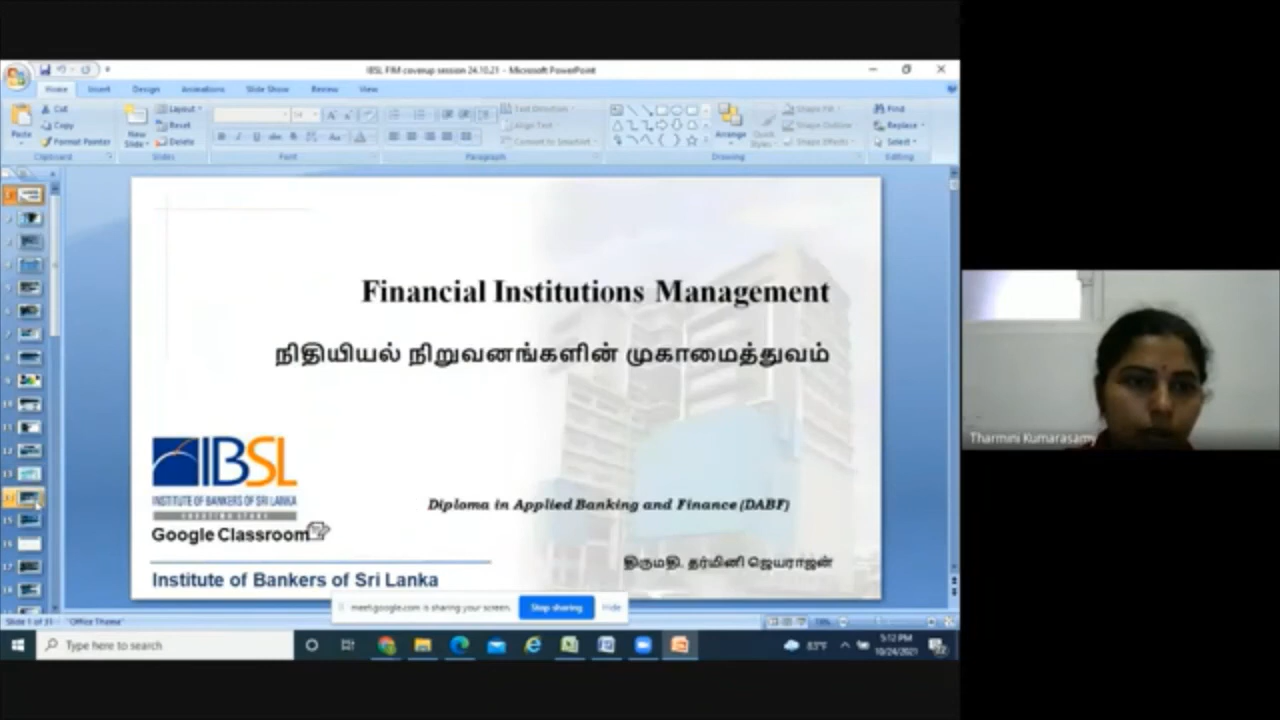 IBSL FIM coverup session 24.10.21 - Microsoft PowerPoint
Home Insert Design Animations Slide Show Review View
Cut
Copy
Format Painter
Paste
Clipboard
New
Slide
Layout
Reset
Delete
Slides
Font
Text Direction
Align Text
Convert to SmartArt
Paragraph
Arrange
Quick
Styles
Shape Fill
Shape Outline
Shape Effects
Drawing
Find
Replace
Select
Editing
Financial Institutions Management
நிதியியல் நிறுவனங்களின் முகாமைத்துவம்
IBSL
INSTITUTE OF BANKERS OF SRI LANKA
Google Classroom
Diploma in Applied Banking and Finance (DABF)
திருமதி. தர்மினி ஜெயராஜன்
Institute of Bankers of Sri Lanka
meet.google.com is sharing your screen.
Stop sharing
Hide
Slide 1 of 31
"Office Theme"
Type here to search
83°F
5:12 PM
10/24/2021
Tharmini Kumarasamy